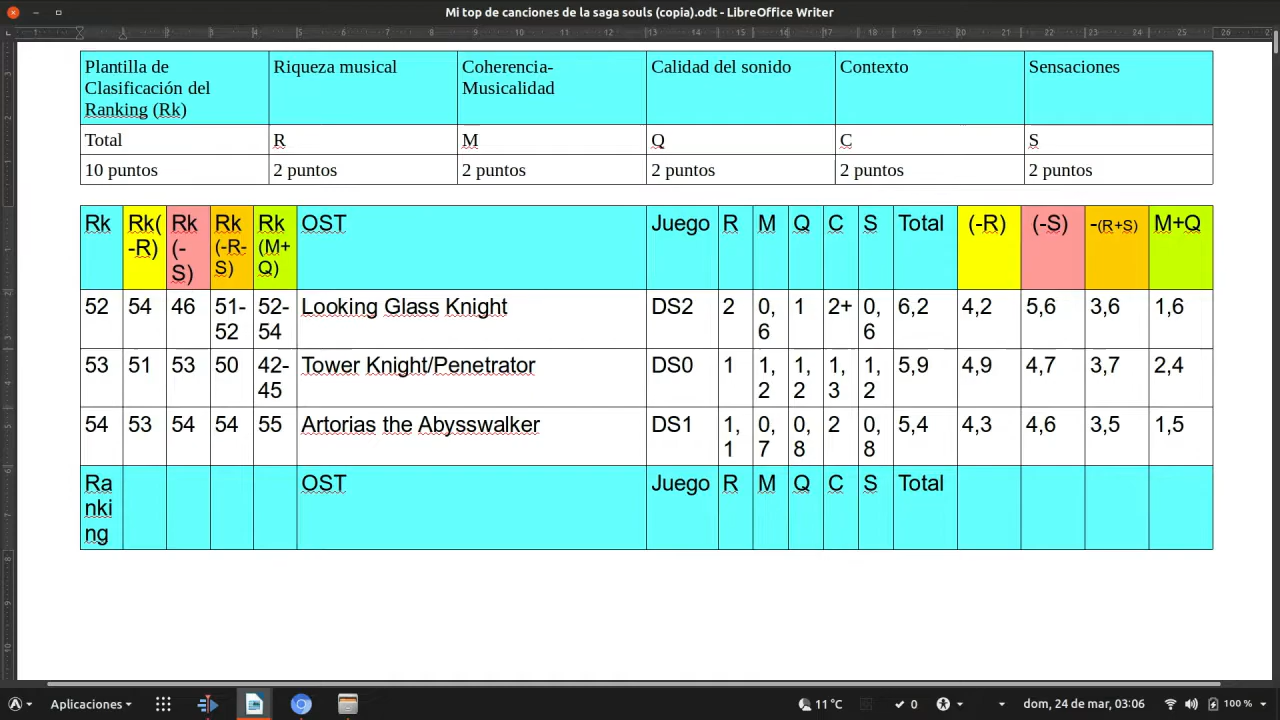 Mi top de canciones de la saga souls (copia).odt - LibreOffice Writer
Plantilla de Clasificación del Ranking (Rk) Riqueza musical Coherencia-Musicalidad Calidad del sonido Contexto Sensaciones
Total R M Q C S
10 puntos 2 puntos 2 puntos 2 puntos 2 puntos 2 puntos
Rk Rk(-R) Rk (-S) Rk (-R-S) Rk (M+Q) OST Juego R M Q C S Total (-R) (-S) -(R+S) M+Q
52 54 46 51-52 52-54 Looking Glass Knight DS2 2 0,6 1 2+ 0,6 6,2 4,2 5,6 3,6 1,6
53 51 53 50 42-45 Tower Knight/Penetrator DS0 1 1,2 1,2 1,3 1,2 5,9 4,9 4,7 3,7 2,4
54 53 54 54 55 Artorias the Abysswalker DS1 1,1 0,7 0,8 2 0,8 5,4 4,3 4,6 3,5 1,5
Ranking OST Juego R M Q C S Total
Aplicaciones 11 °C 0 dom, 24 de mar, 03:06 100 %